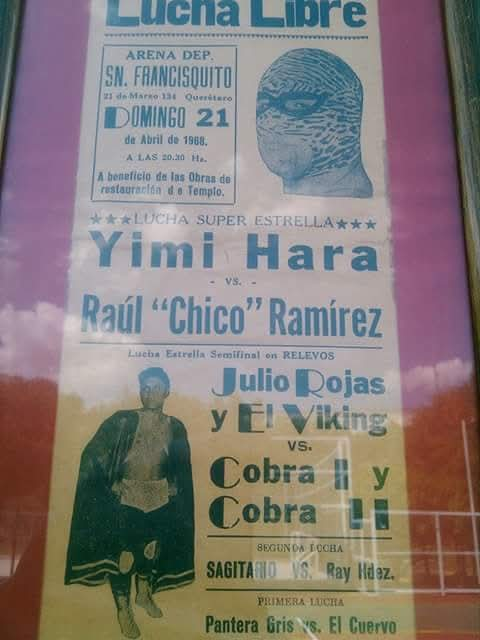 Lucha Libre
ARENA DEP.
SN. FRANCISQUITO
21 de Marzo 134 Querétaro
DOMINGO 21
de Abril de 1968.
A LAS 20.30 Hs.
A beneficio de las Obras de
restauración d e Templo.
★★★LUCHA SUPER ESTRELLA★★★
Yimi Hara
- VS. -
Raúl "Chico" Ramírez
Lucha Estrella Semifinal en RELEVOS
Julio Rojas
y El Viking
VS.
Cobra II y
Cobra III
SEGUNDA LUCHA
SAGITARIO VS. Ray Hdez.
PRIMERA LUCHA
Pantera Gris vs. El Cuervo